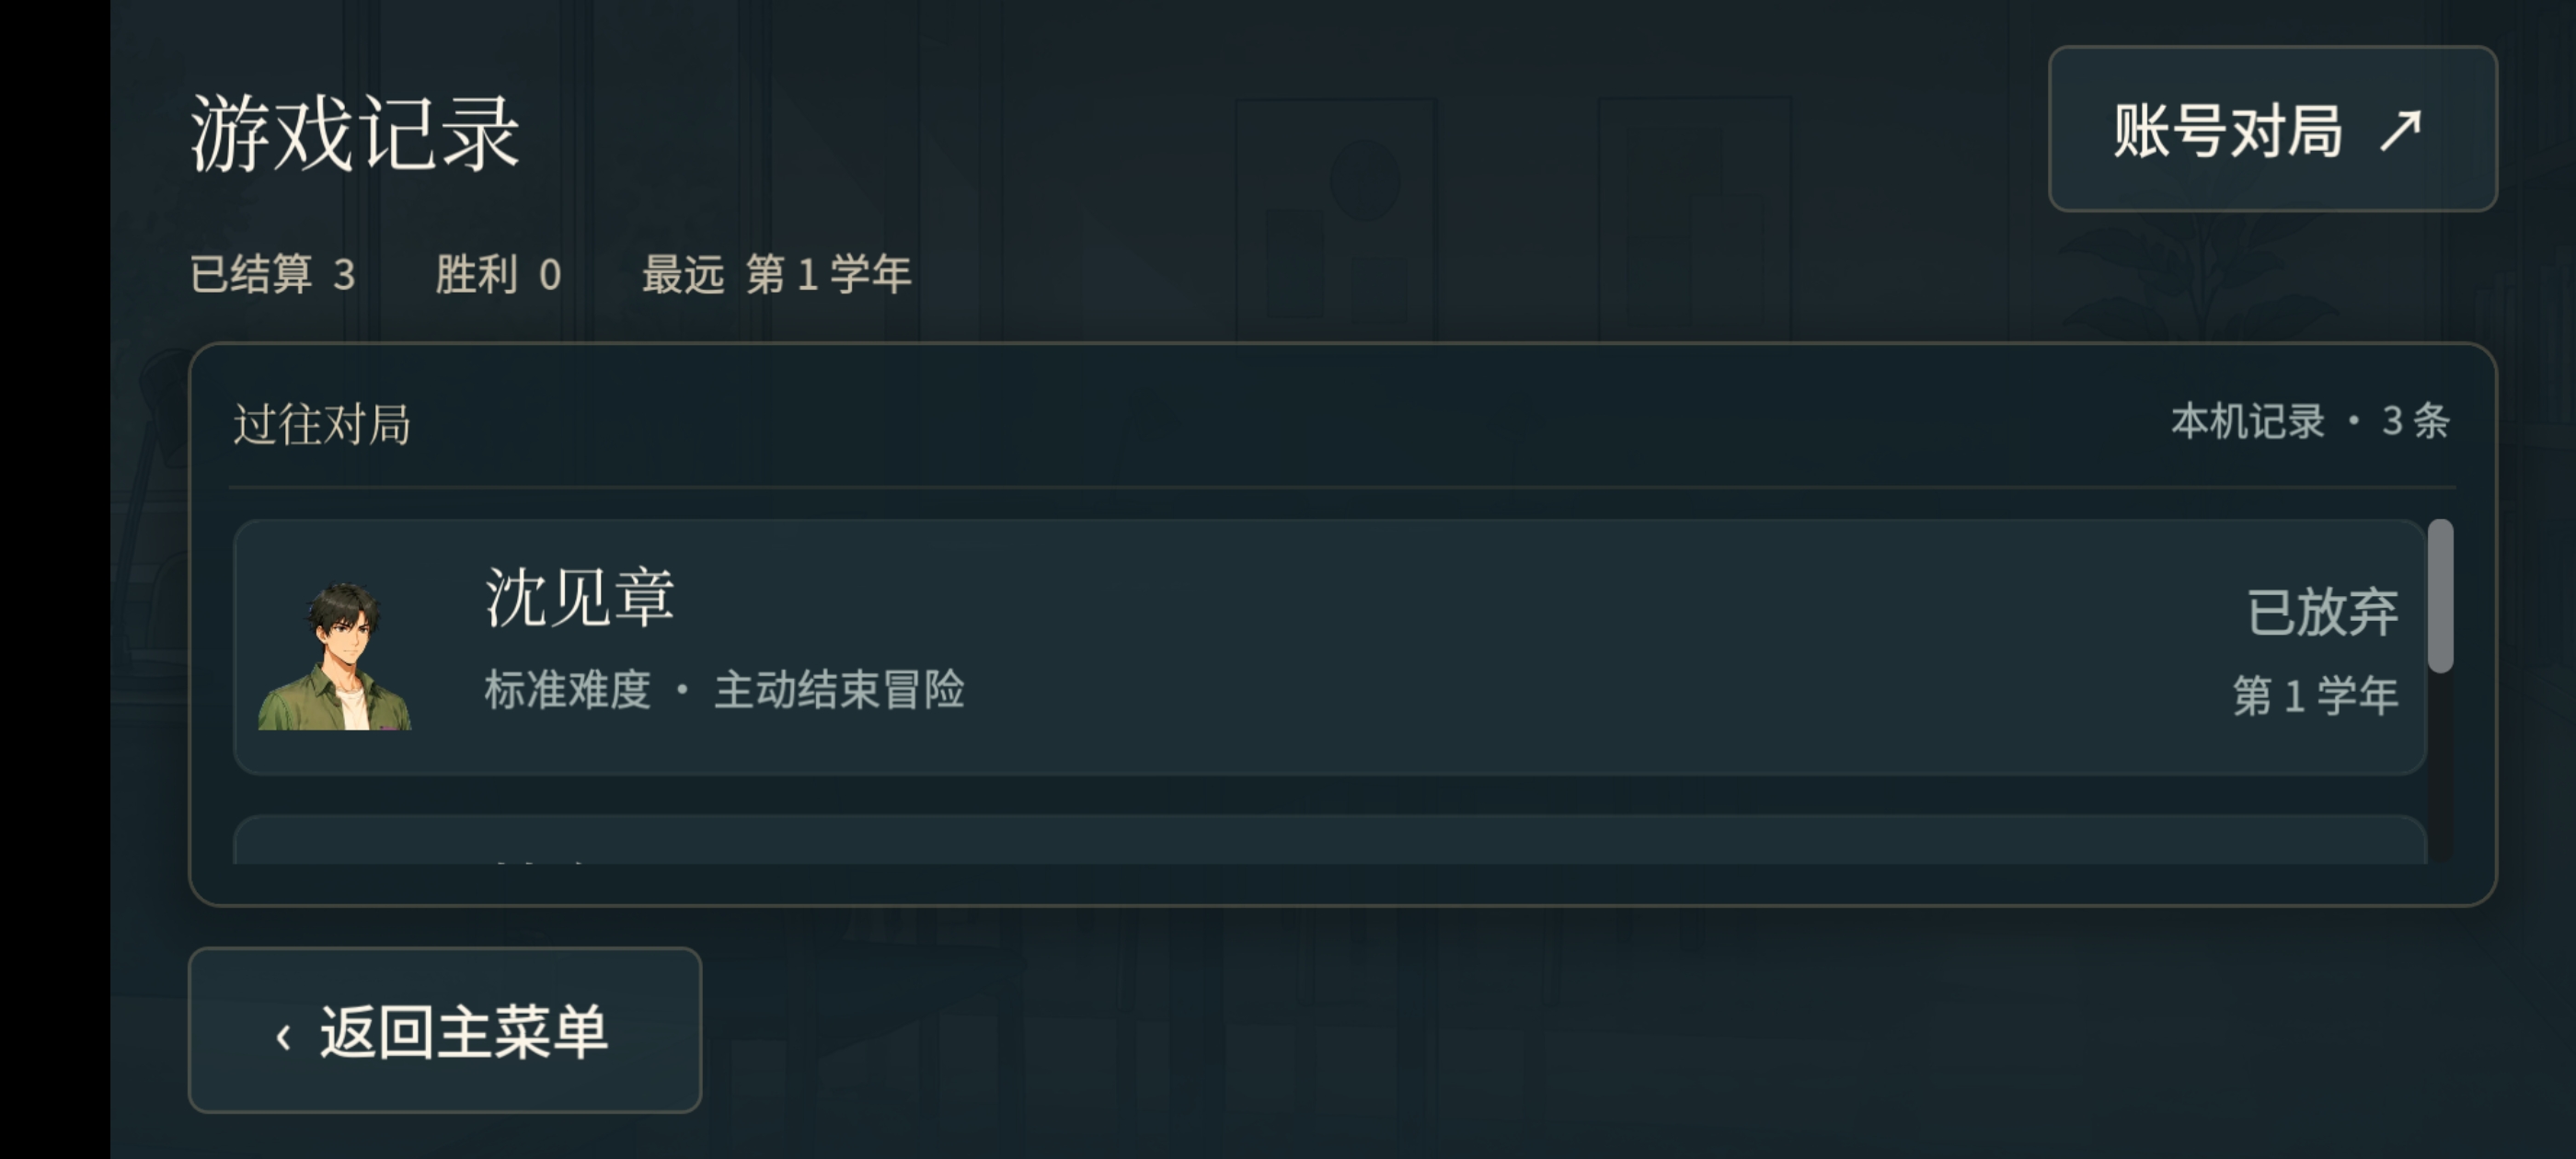 游戏记录
账号对局 ↗
已结算 3 胜利 0 最远 第 1 学年
过往对局
本机记录 · 3 条
沈见章
已放弃
标准难度 · 主动结束冒险
第 1 学年
‹ 返回主菜单